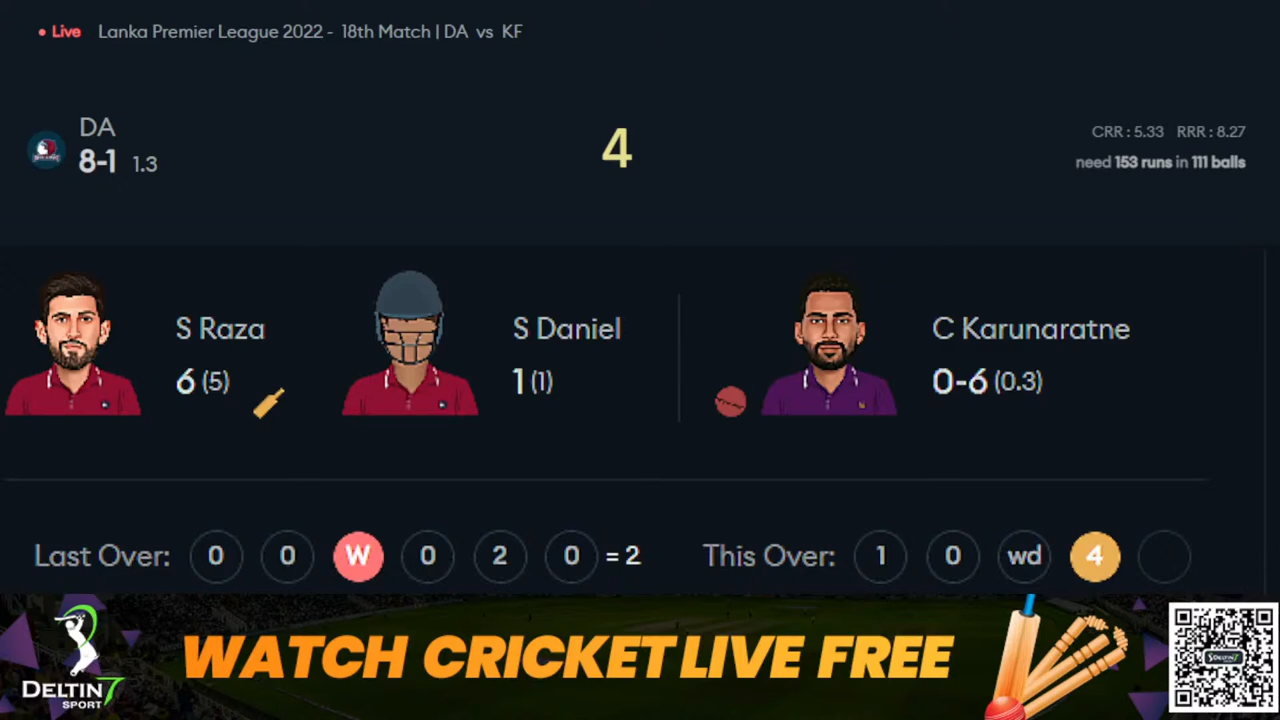 Live Lanka Premier League 2022 - 18th Match | DA vs KF
DA
8-1 1.3
4
CRR : 5.33 RRR : 8.27
need 153 runs in 111 balls
S Raza
6 (5)
S Daniel
1 (1)
C Karunaratne
0-6 (0.3)
Last Over: 0 0 W 0 2 0 = 2
This Over: 1 0 wd 4
WATCH CRICKET LIVE FREE
DELTIN7
SPORT